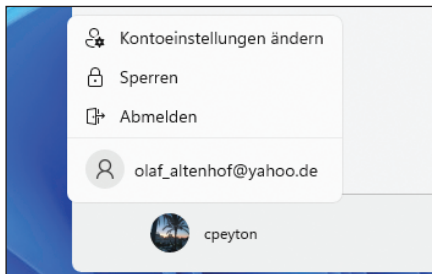 Kontoeinstellungen ändern
Sperren
Abmelden
olaf_altenhof@yahoo.de
cpeyton